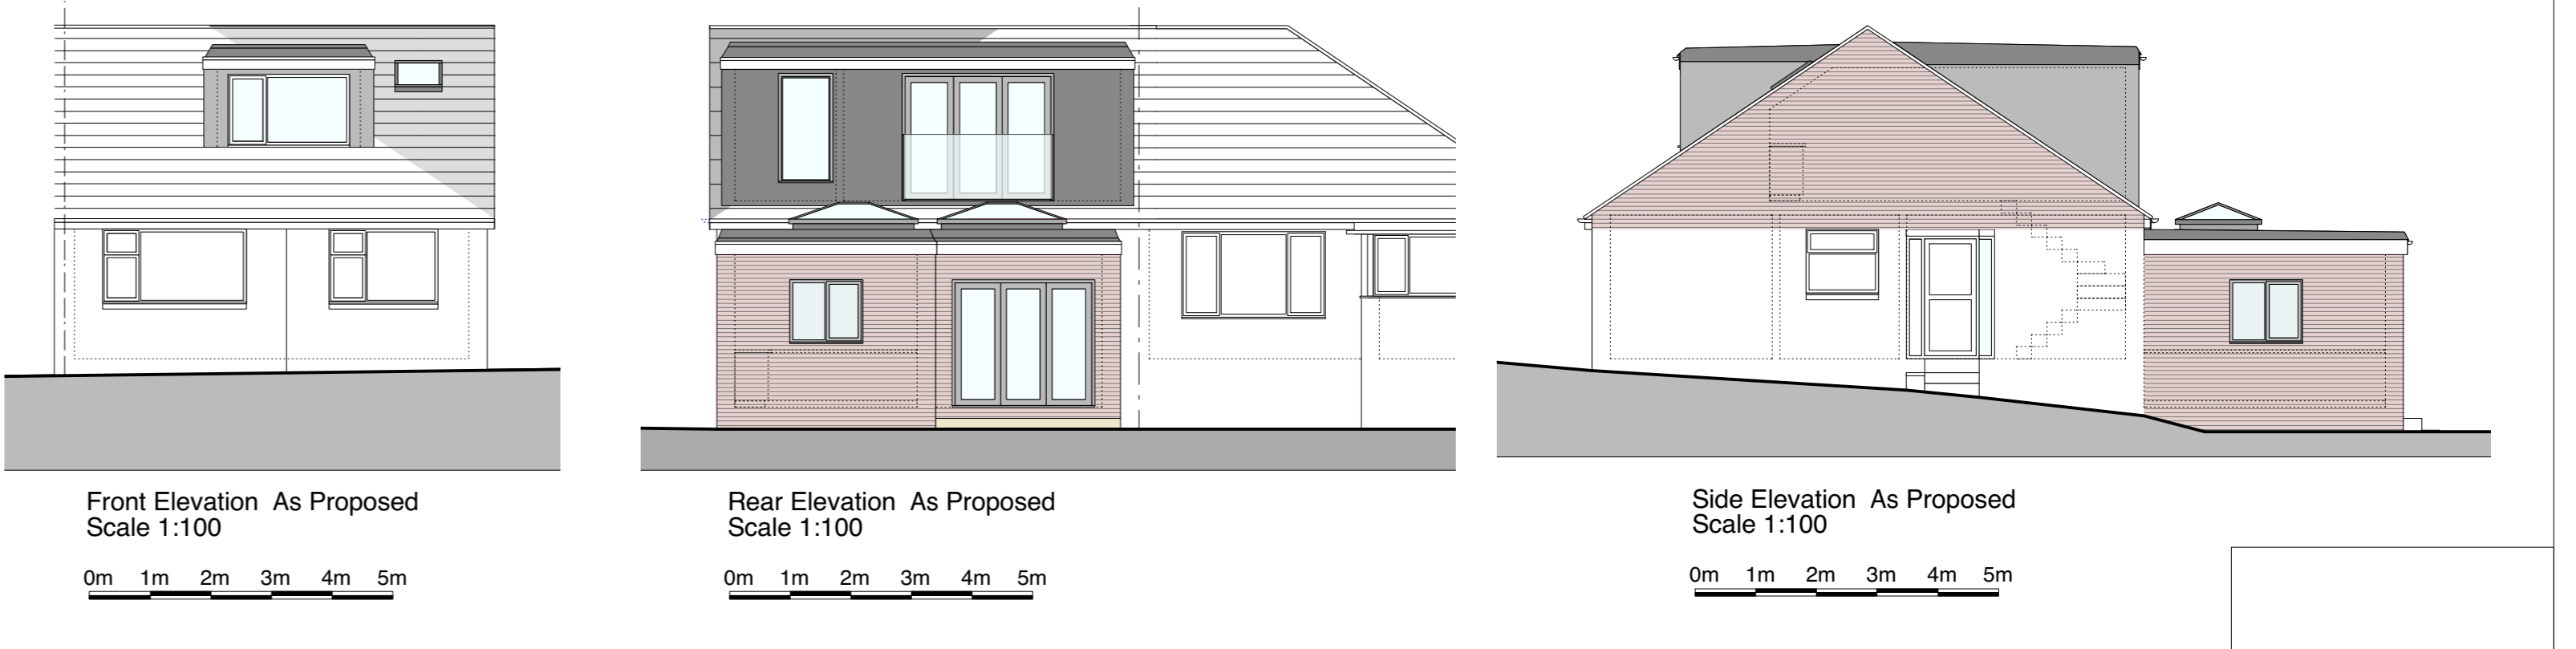 Front Elevation As Proposed
Scale 1:100
0m 1m 2m 3m 4m 5m
Rear Elevation As Proposed
Scale 1:100
0m 1m 2m 3m 4m 5m
Side Elevation As Proposed
Scale 1:100
0m 1m 2m 3m 4m 5m